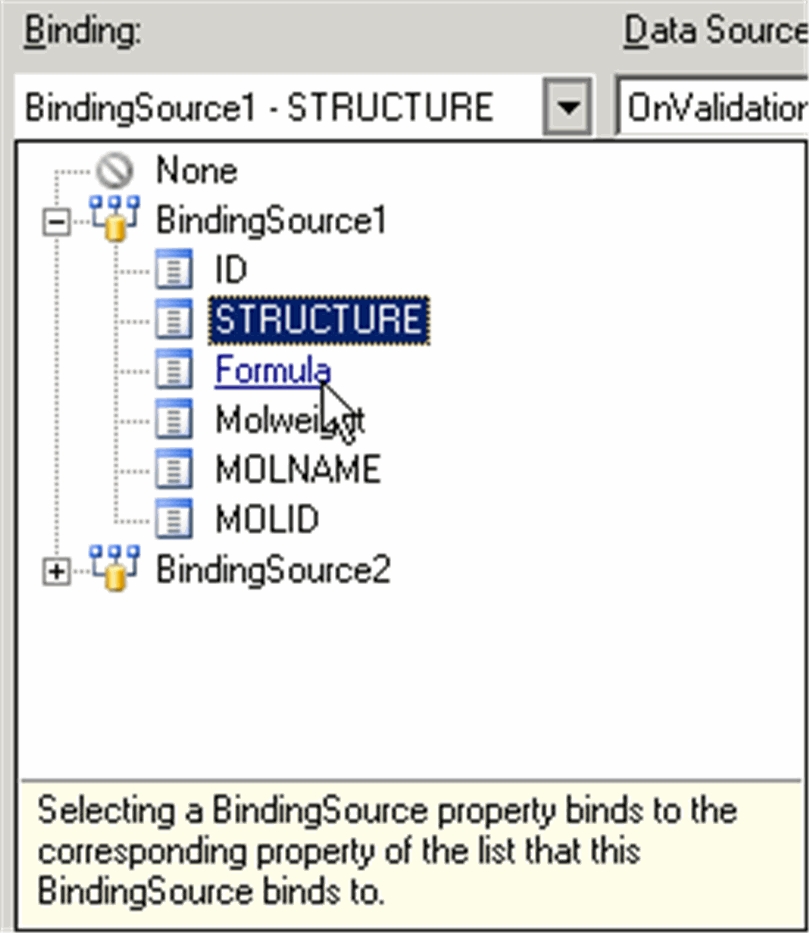 Binding: Data Source
BindingSource1 - STRUCTURE OnValidation
None
BindingSource1
ID
STRUCTURE
Formula
Molweight
MOLNAME
MOLID
BindingSource2
Selecting a BindingSource property binds to the
corresponding property of the list that this
BindingSource binds to.